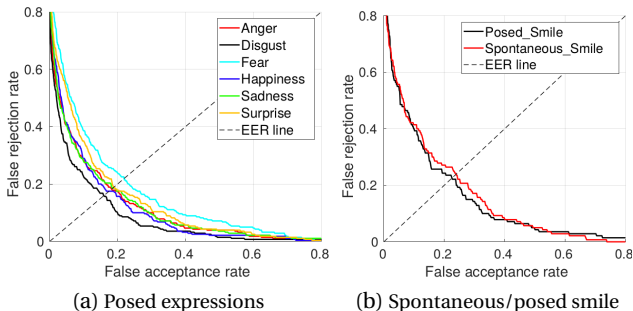 0.8
0.6
0.4
0.2
0
0
0.2
0.4
0.6
0.8
False rejection rate
False acceptance rate
Anger
Disgust
Fear
Happiness
Sadness
Surprise
EER line
(a) Posed expressions
0.8
0.6
0.4
0.2
0
0
0.2
0.4
0.6
0.8
False rejection rate
False acceptance rate
Posed_Smile
Spontaneous_Smile
EER line
(b) Spontaneous/posed smile